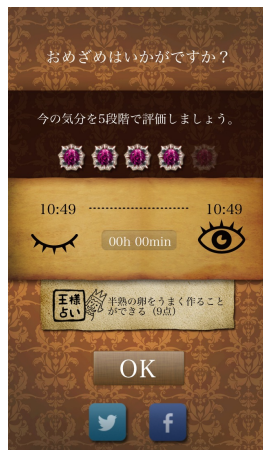 おめざめはいかがですか？
今の気分を5段階で評価しましょう。
10:49 10:49
00h 00min
王様占い
半熟の卵をうまく作ること
ができる（9点）
OK